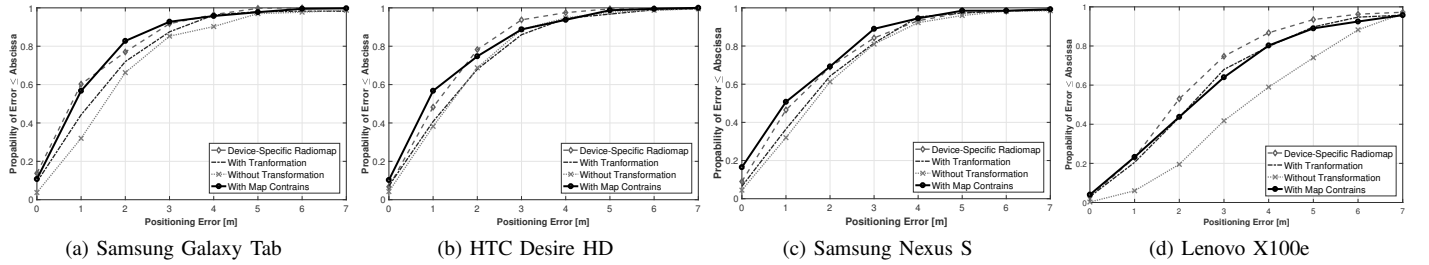 1
0.8
0.6
0.4
0.2
0
Propability of Error ≤ Abscissa
Device-Specific Radiomap
With Tranformation
Without Transformation
With Map Contrains
0 1 2 3 4 5 6 7
Positioning Error [m]
(a) Samsung Galaxy Tab
1
0.8
0.6
0.4
0.2
0
Propability of Error ≤ Abscissa
Device-Specific Radiomap
With Tranformation
Without Transformation
With Map Contrains
0 1 2 3 4 5 6 7
Positioning Error [m]
(b) HTC Desire HD
1
0.8
0.6
0.4
0.2
0
Propability of Error ≤ Abscissa
Device-Specific Radiomap
With Tranformation
Without Transformation
With Map Contrains
0 1 2 3 4 5 6 7
Positioning Error [m]
(c) Samsung Nexus S
1
0.8
0.6
0.4
0.2
0
Propability of Error ≤ Abscissa
Device-Specific Radiomap
With Tranformation
Without Transformation
With Map Contrains
0 1 2 3 4 5 6 7
Positioning Error [m]
(d) Lenovo X100e